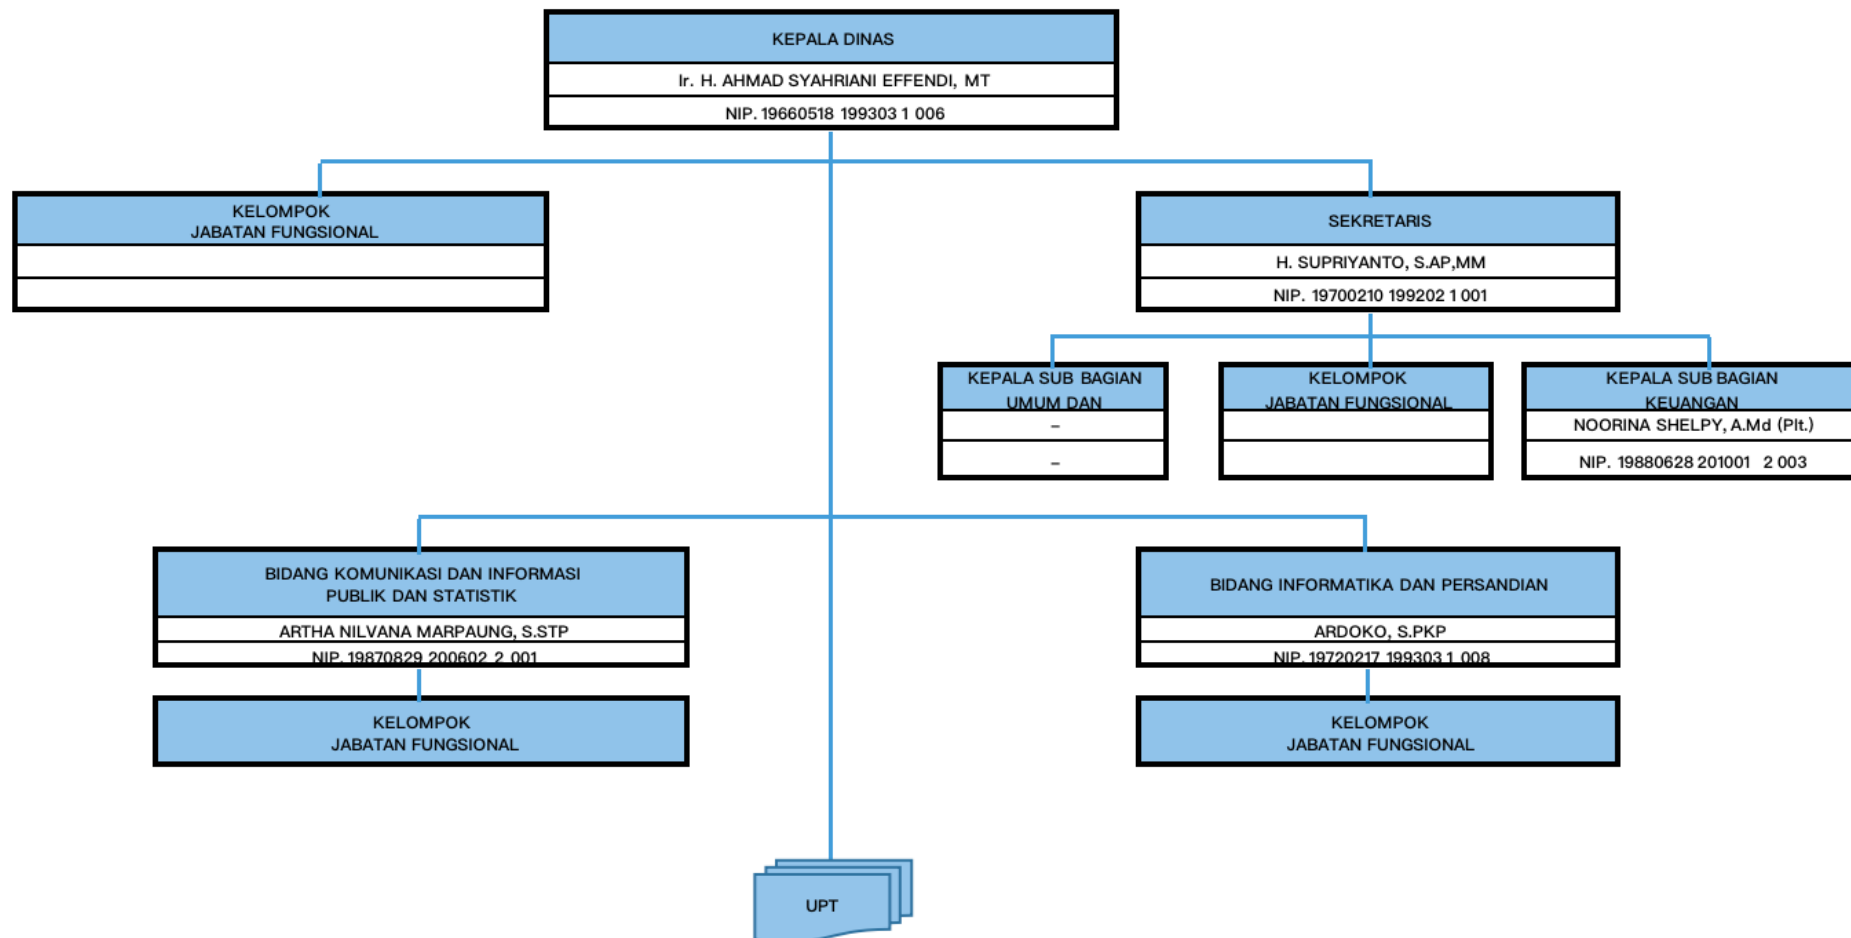 KEPALA DINAS
Ir. H. AHMAD SYAHRIANI EFFENDI, MT
NIP. 19660518 199303 1 006
KELOMPOK
JABATAN FUNGSIONAL
SEKRETARIS
H. SUPRIYANTO, S.AP,MM
NIP. 19700210 199202 1 001
KEPALA SUB BAGIAN
UMUM DAN
–
–
KELOMPOK
JABATAN FUNGSIONAL
KEPALA SUB BAGIAN
KEUANGAN
NOORINA SHELPY, A.Md (Plt.)
NIP. 19880628 201001 2 003
BIDANG KOMUNIKASI DAN INFORMASI
PUBLIK DAN STATISTIK
ARTHA NILVANA MARPAUNG, S.STP
NIP. 19870829 200602 2 001
KELOMPOK
JABATAN FUNGSIONAL
BIDANG INFORMATIKA DAN PERSANDIAN
ARDOKO, S.PKP
NIP. 19720217 199303 1 008
KELOMPOK
JABATAN FUNGSIONAL
UPT